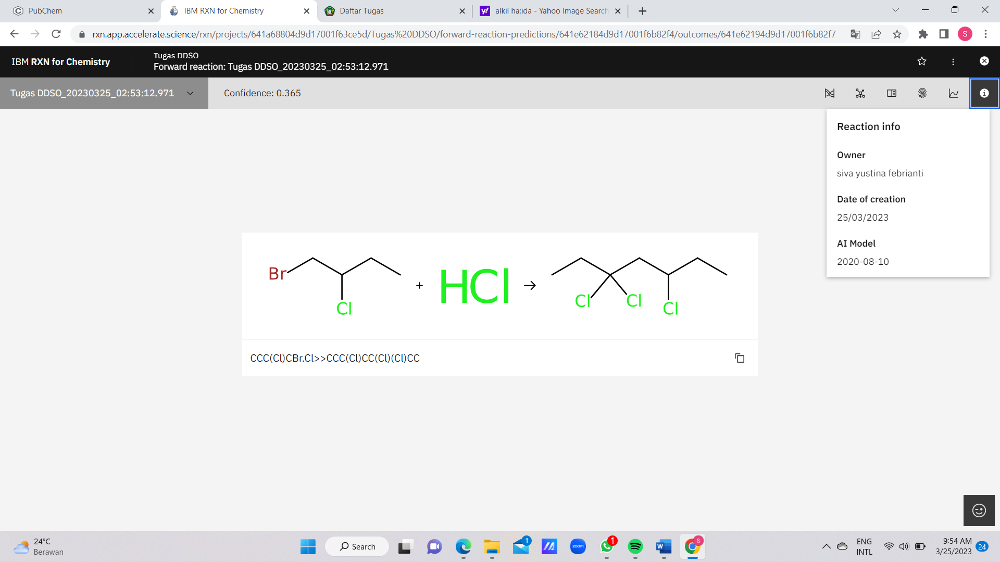 PubChem
IBM RXN for Chemistry
Daftar Tugas
alkil ha;ida - Yahoo Image Search
rxn.app.accelerate.science/rxn/projects/641a68804d9d17001f63ce5d/Tugas%20DDSO/forward-reaction-predictions/641e62184d9d17001f6b82f4/outcomes/641e62194d9d17001f6b82f7
S
IBM RXN for Chemistry
Tugas DDSO
Forward reaction: Tugas DDSO_20230325_02:53:12.971
Tugas DDSO_20230325_02:53:12.971
Confidence: 0.365
Reaction info
Owner
siva yustina febrianti
Date of creation
25/03/2023
AI Model
2020-08-10
Br
Cl
+
HCl
→
Cl
Cl
Cl
CCC(Cl)CBr.Cl>>CCC(Cl)CC(Cl)(Cl)CC
24°C
Berawan
Search
1
zoom
1
W
S
ENG
INTL
9:54 AM
3/25/2023
24